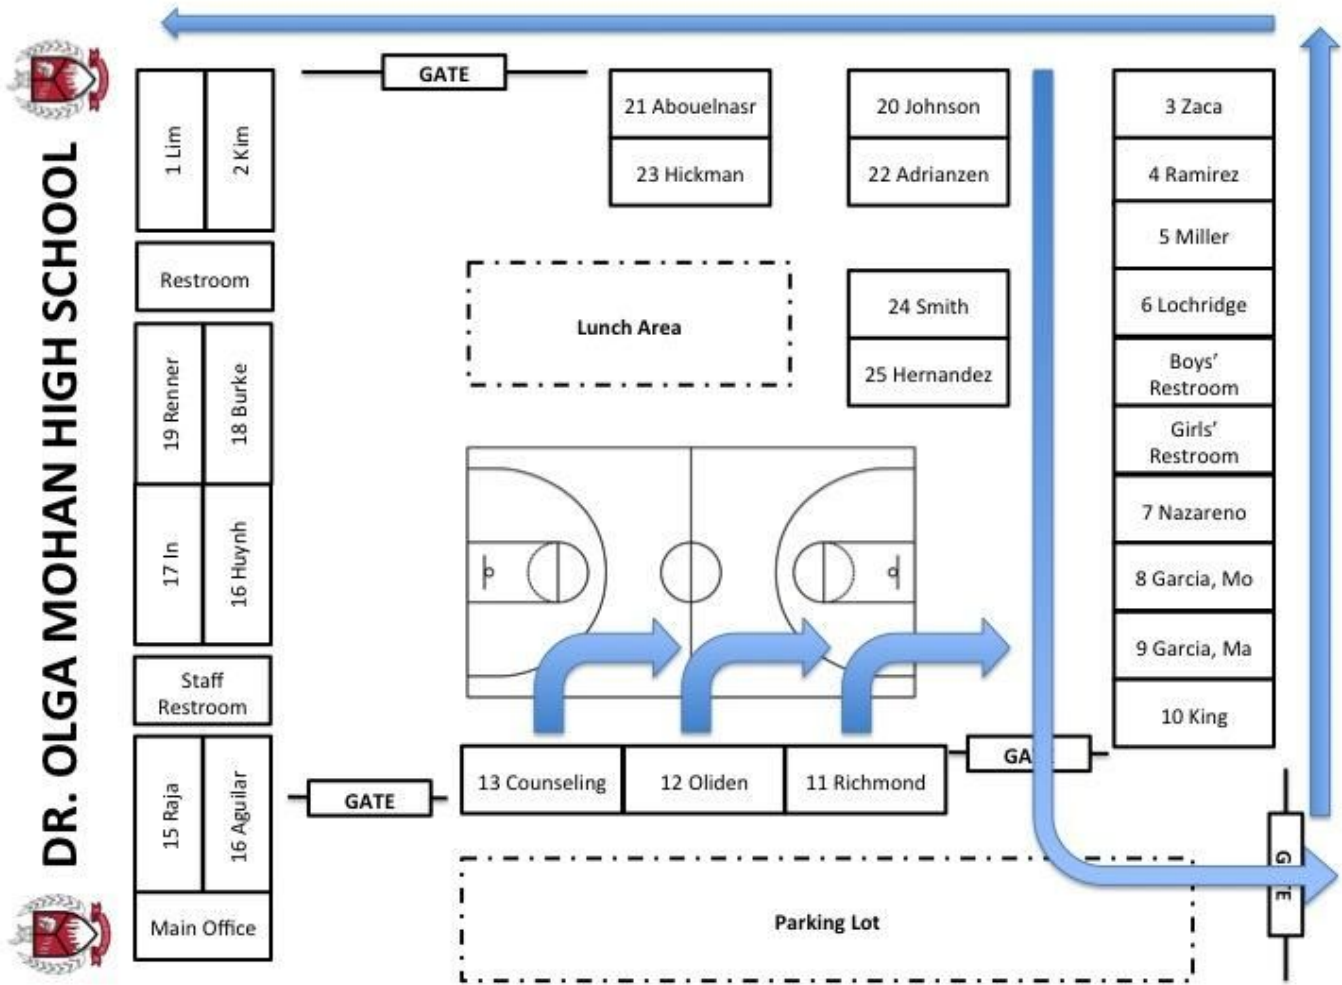 DR. OLGA MOHAN HIGH SCHOOL
GATE
1 Lim
2 Kim
21 Abouelnasr
23 Hickman
20 Johnson
22 Adrianzen
3 Zaca
4 Ramirez
5 Miller
6 Lochridge
Boys'
Restroom
Girls'
Restroom
7 Nazareno
8 Garcia, Mo
9 Garcia, Ma
10 King
Restroom
Lunch Area
24 Smith
25 Hernandez
19 Renner
18 Burke
17 In
16 Huynh
Staff
Restroom
15 Raja
16 Aguilar
Main Office
GATE
13 Counseling
12 Oliden
11 Richmond
GA
Parking Lot
G TE